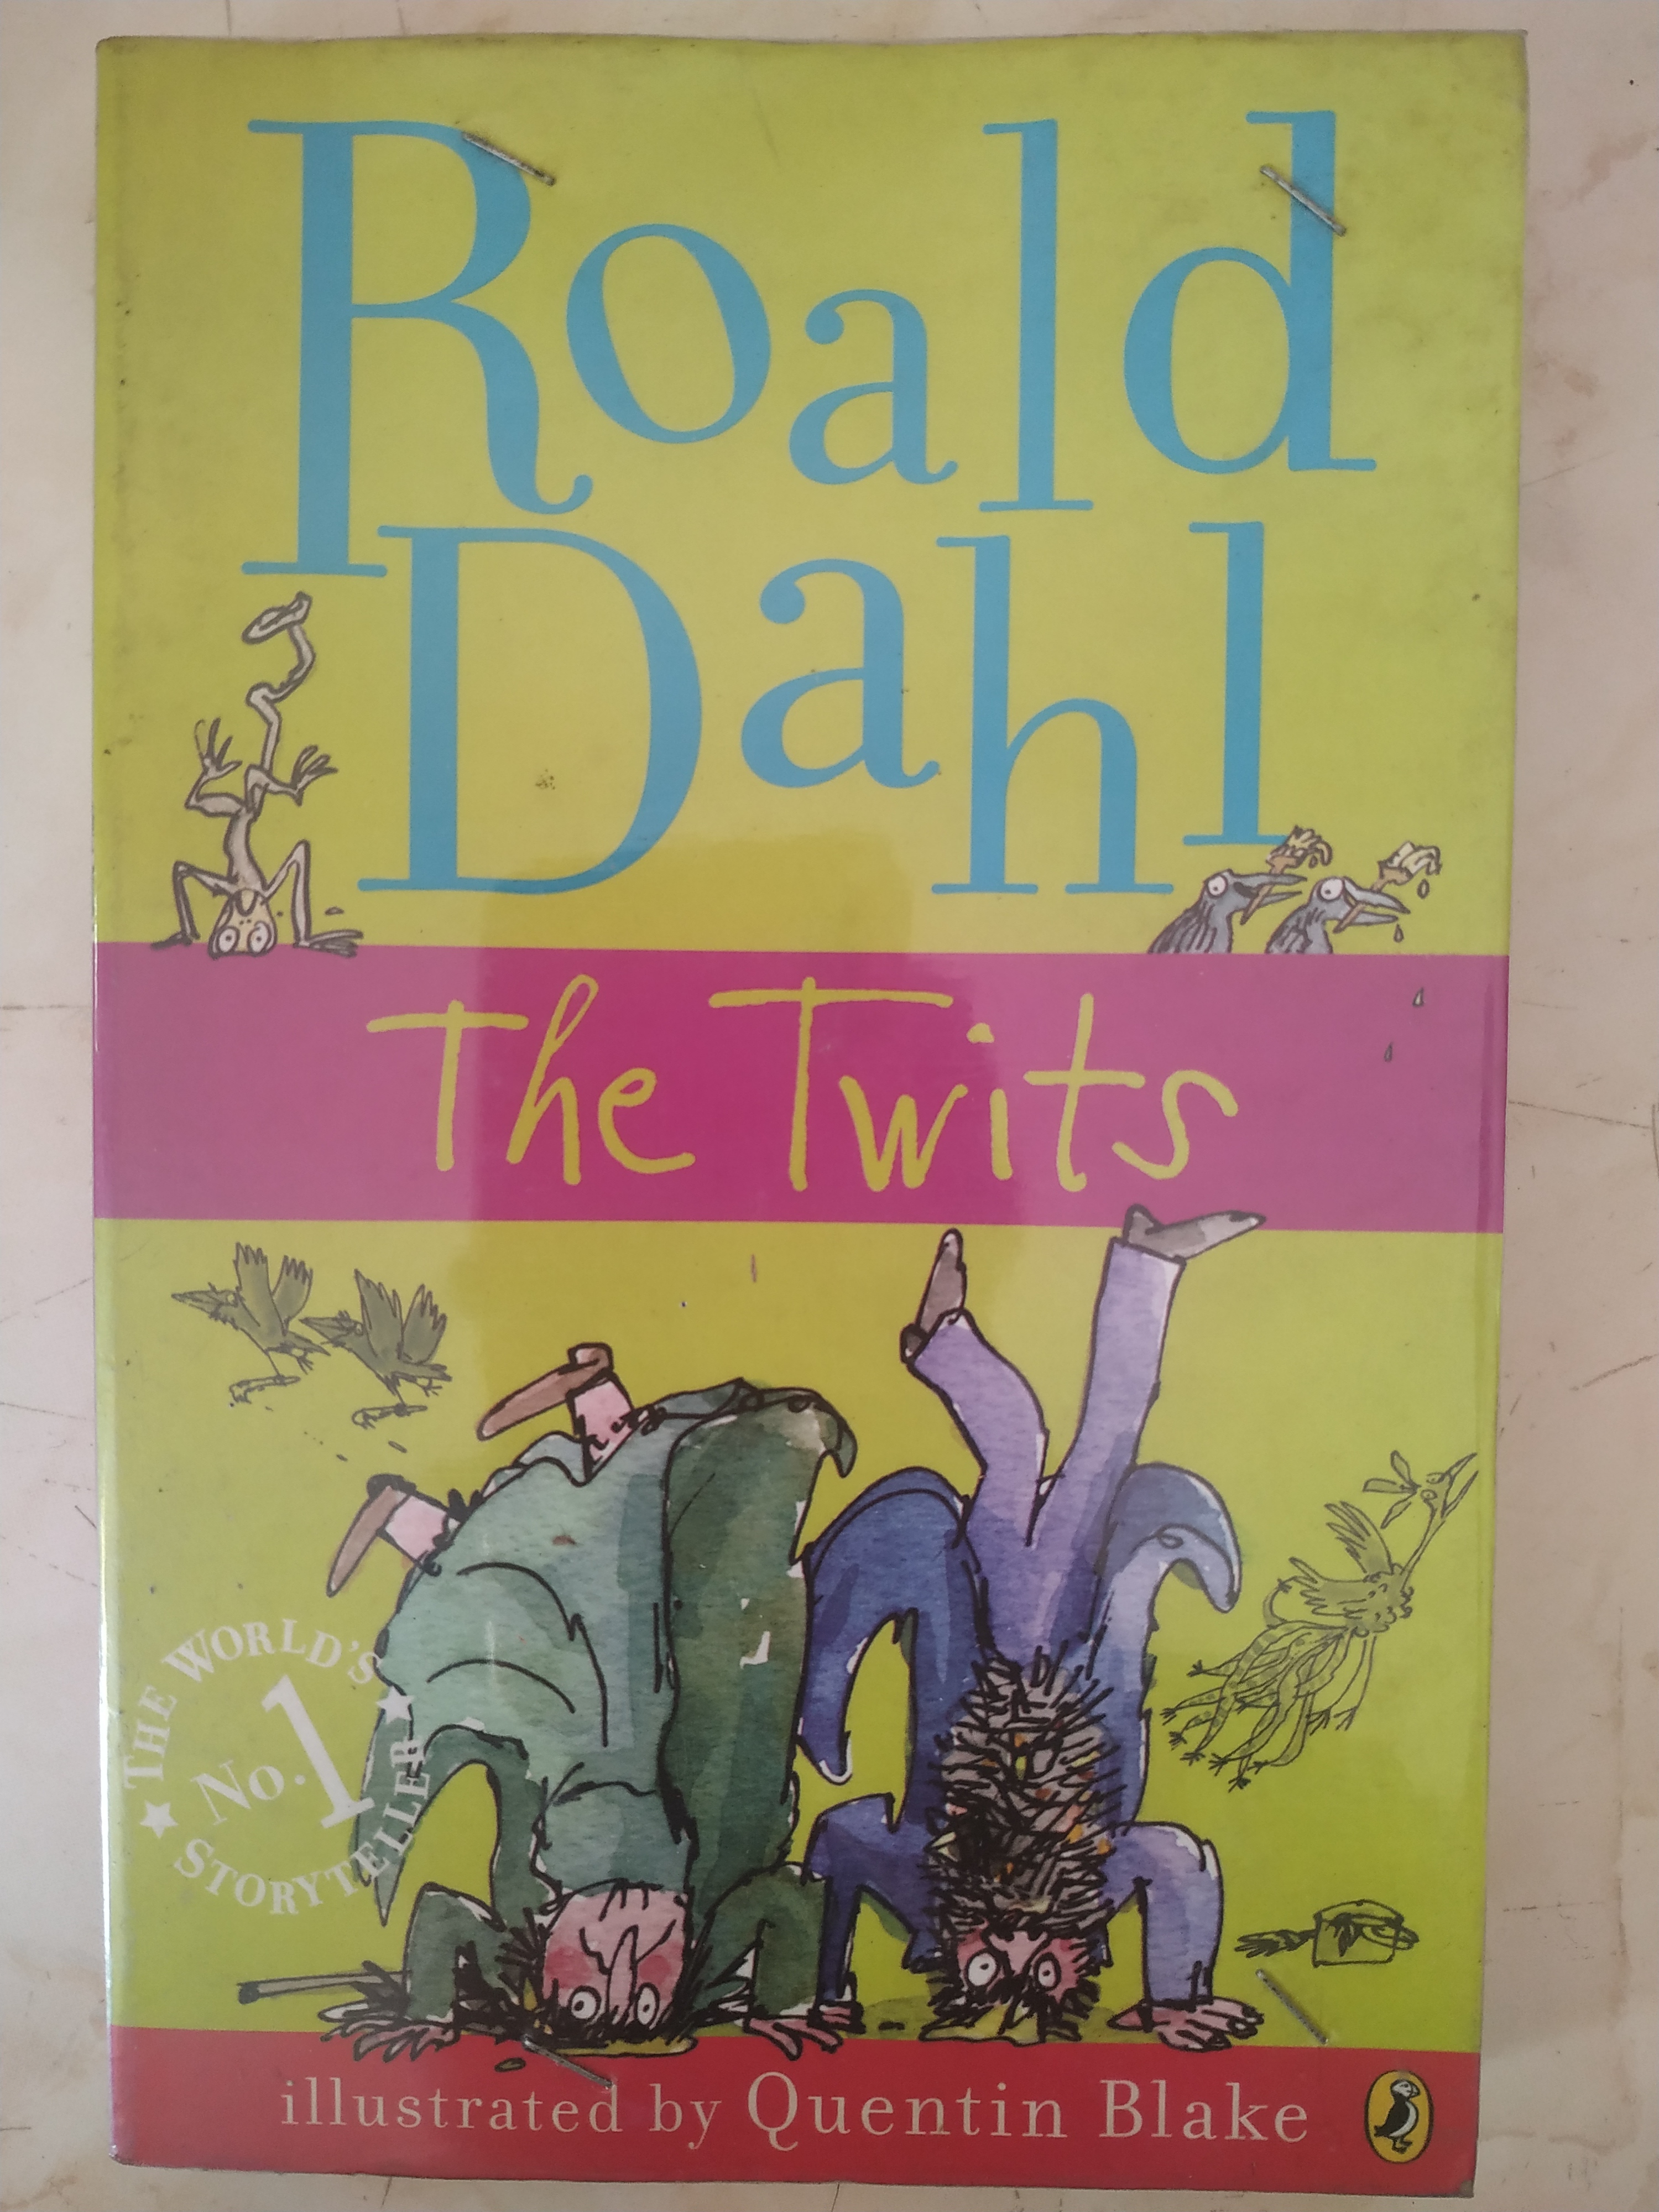 Roald
Dahl
The Twits
THE WORLD'S
No. 1
STORYTELLER
illustrated by Quentin Blake